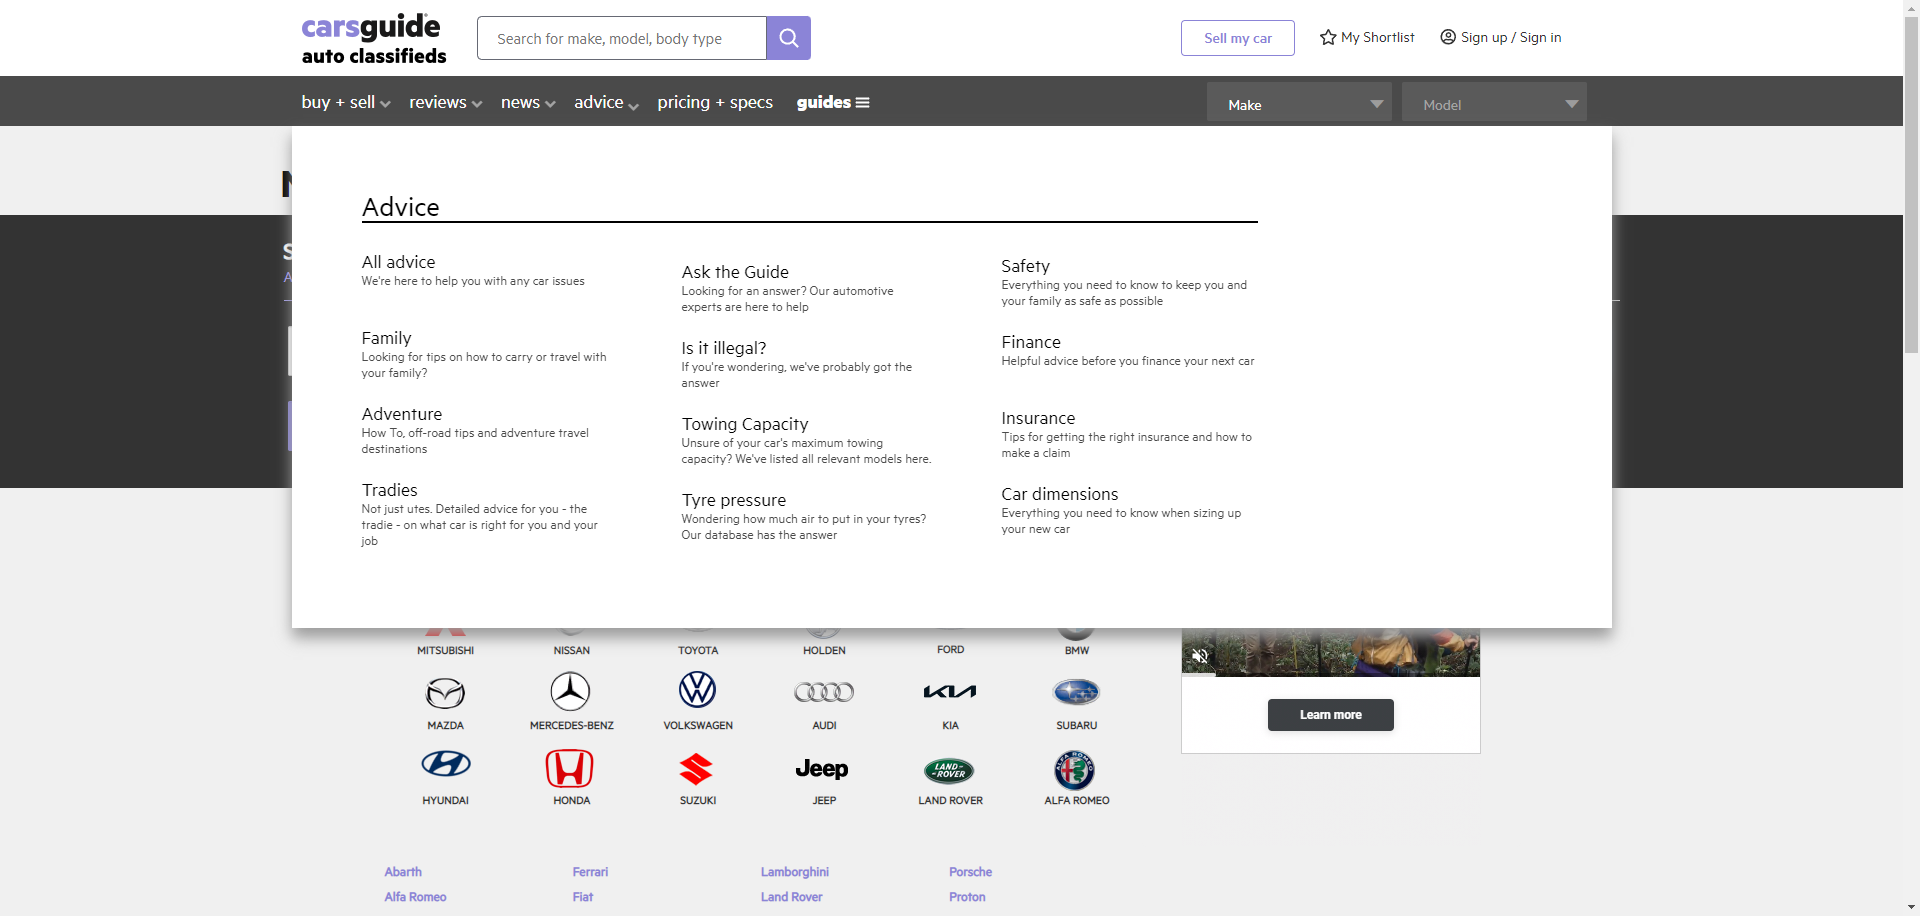 carsguide
auto classifieds
Search for make, model, body type
Sell my car
My Shortlist
Sign up / Sign in
buy + sell
reviews
news
advice
pricing + specs
guides
Make
Model
Advice
All advice
We're here to help you with any car issues
Family
Looking for tips on how to carry or travel with
your family?
Adventure
How To, off-road tips and adventure travel
destinations
Tradies
Not just utes. Detailed advice for you - the
tradie - on what car is right for you and your
job
Ask the Guide
Looking for an answer? Our automotive
experts are here to help
Is it illegal?
If you're wondering, we've probably got the
answer
Towing Capacity
Unsure of your car's maximum towing
capacity? We've listed all relevant models here.
Tyre pressure
Wondering how much air to put in your tyres?
Our database has the answer
Safety
Everything you need to know to keep you and
your family as safe as possible
Finance
Helpful advice before you finance your next car
Insurance
Tips for getting the right insurance and how to
make a claim
Car dimensions
Everything you need to know when sizing up
your new car
MITSUBISHI
NISSAN
TOYOTA
HOLDEN
FORD
BMW
MAZDA
MERCEDES-BENZ
VOLKSWAGEN
AUDI
KIA
KIA
SUBARU
HYUNDAI
HONDA
SUZUKI
Jeep
JEEP
LAND-
-ROVER
LAND ROVER
ALFA ROMEO
ALFA ROMEO
Learn more
Abarth
Ferrari
Lamborghini
Porsche
Alfa Romeo
Fiat
Land Rover
Proton